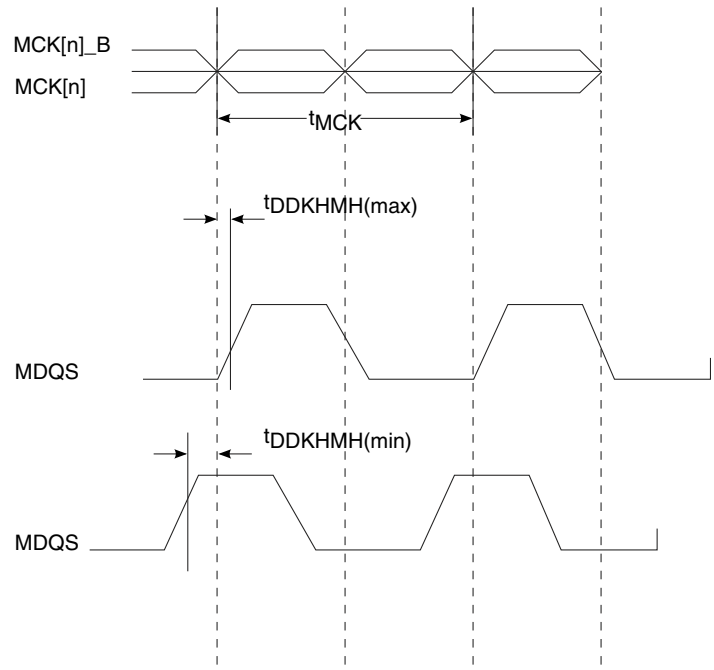 MCK[n]_B
MCK[n]
tMCK
tDDKHMH(max)
MDQS
tDDKHMH(min)
MDQS